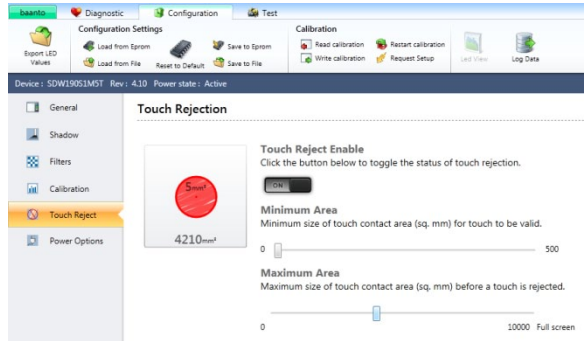 baanto Diagnostic Configuration Test
Configuration Settings Calibration
Export LED Values
Load from Eprom
Load from File
Reset to Default
Save to Eprom
Save to File
Read calibration
Write calibration
Restart calibration
Request Setup
Led View
Log Data
Device : SDW190S1M5T Rev : 4.10 Power state : Active
General
Shadow
Filters
Calibration
Touch Reject
Power Options
Touch Rejection
5mm²
4210mm²
Touch Reject Enable
Click the button below to toggle the status of touch rejection.
ON
Minimum Area
Minimum size of touch contact area (sq. mm) for touch to be valid.
0 500
Maximum Area
Maximum size of touch contact area (sq. mm) before a touch is rejected.
0 10000 Full screen